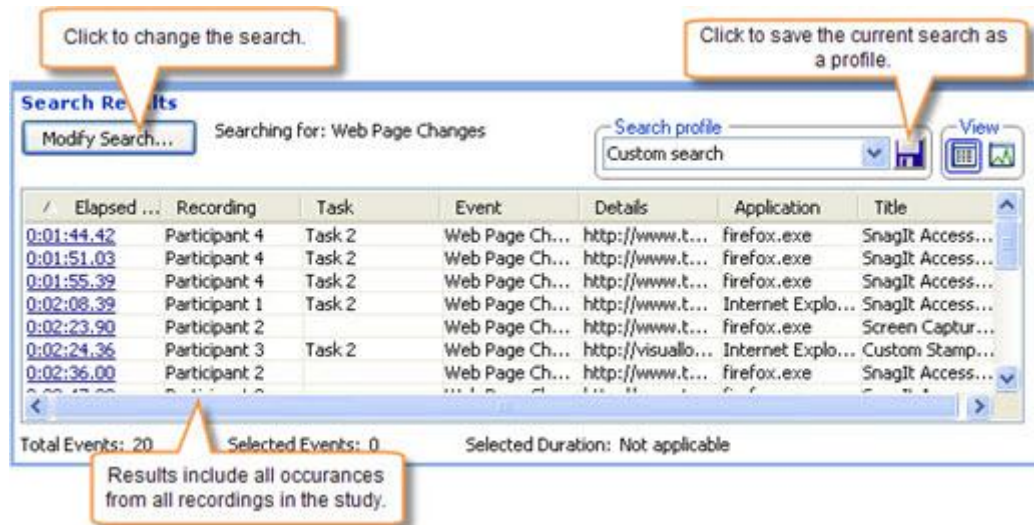 Click to change the search.
Click to save the current search as
a profile.
Search Results
Modify Search...
Searching for: Web Page Changes
Search profile
Custom search
View
Elapsed ... Recording Task Event Details Application Title
0:01:44.42 Participant 4 Task 2 Web Page Ch... http://www.t... firefox.exe SnagIt Access...
0:01:51.03 Participant 4 Task 2 Web Page Ch... http://www.t... firefox.exe SnagIt Access...
0:01:55.39 Participant 4 Task 2 Web Page Ch... http://www.t... firefox.exe SnagIt Access...
0:02:08.39 Participant 1 Task 2 Web Page Ch... http://www.t... Internet Explo... SnagIt Access...
0:02:23.90 Participant 2 Web Page Ch... http://www.t... firefox.exe Screen Captur...
0:02:24.36 Participant 3 Task 2 Web Page Ch... http://visuallo... Internet Explo... Custom Stamp...
0:02:36.00 Participant 2 Web Page Ch... http://www.t... firefox.exe SnagIt Access...
Total Events: 20 Selected Events: 0 Selected Duration: Not applicable
Results include all occurances
from all recordings in the study.